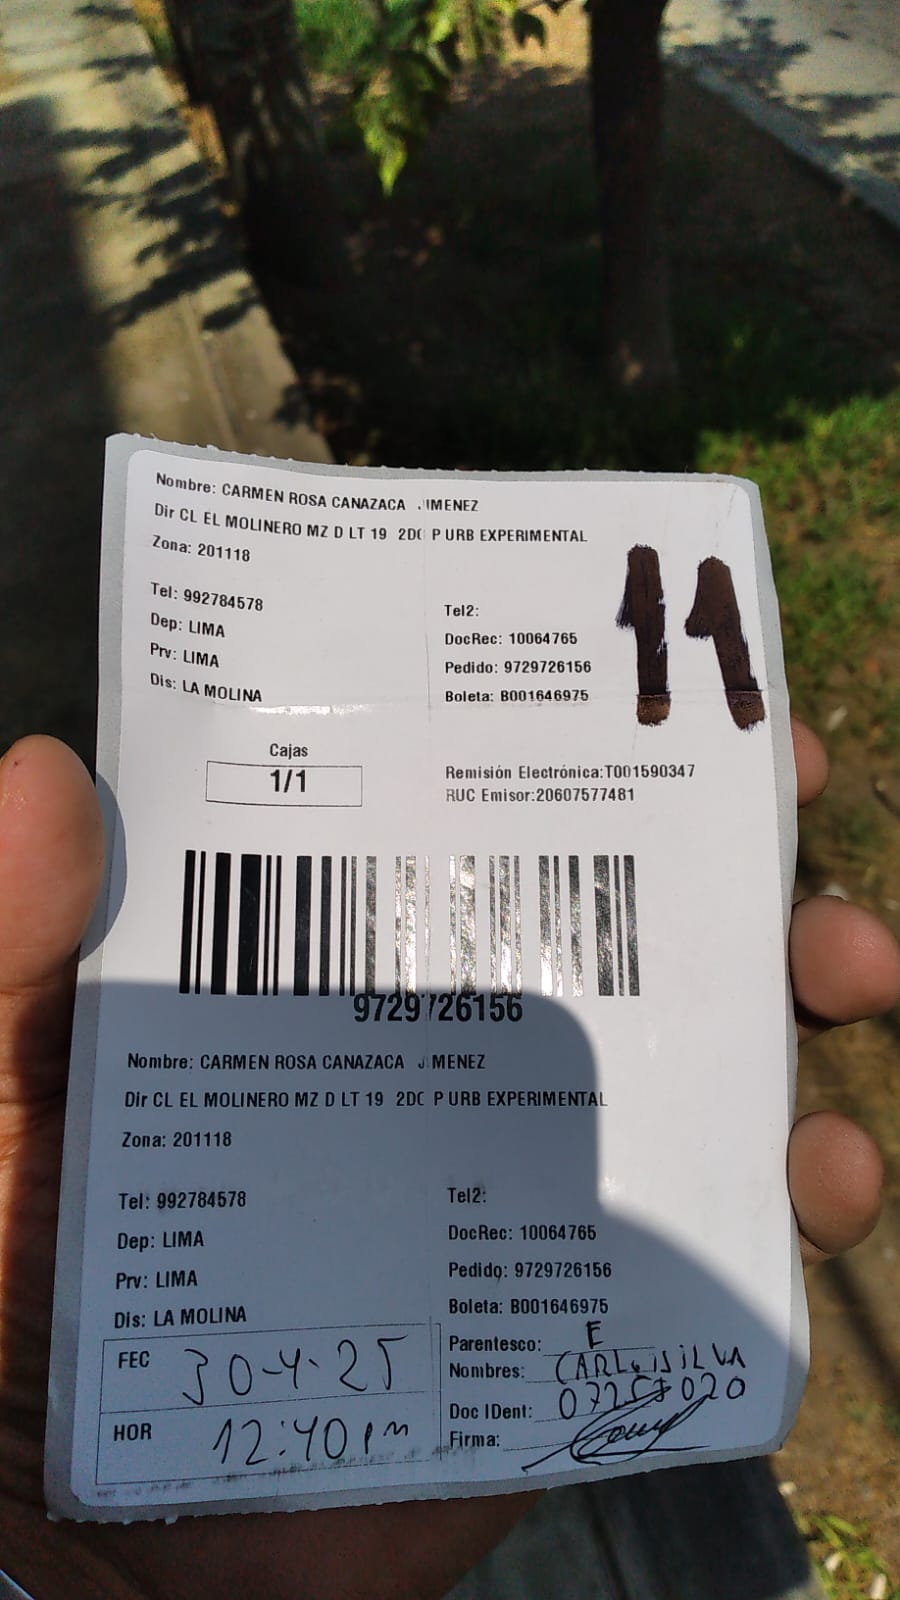 Nombre: CARMEN ROSA CANAZACA JIMENEZ
Dir CL EL MOLINERO MZ D LT 19 2DO P URB EXPERIMENTAL
Zona: 201118
11
Tel: 992784578
Tel2:
Dep: LIMA
DocRec: 10064765
Prv: LIMA
Pedido: 9729726156
Dis: LA MOLINA
Boleta: B001646975
Cajas
1/1
Remisión Electrónica:T001590347
RUC Emisor:20607577481
9729726156
Nombre: CARMEN ROSA CANAZACA JIMENEZ
Dir CL EL MOLINERO MZ D LT 19 2DO P URB EXPERIMENTAL
Zona: 201118
Tel: 992784578
Tel2:
Dep: LIMA
DocRec: 10064765
Prv: LIMA
Pedido: 9729726156
Dis: LA MOLINA
Boleta: B001646975
FEC 30-4-25
Parentesco: E
Nombres: CARLO SILVA
HOR 12:40 pm
Doc IDent:
Firma: